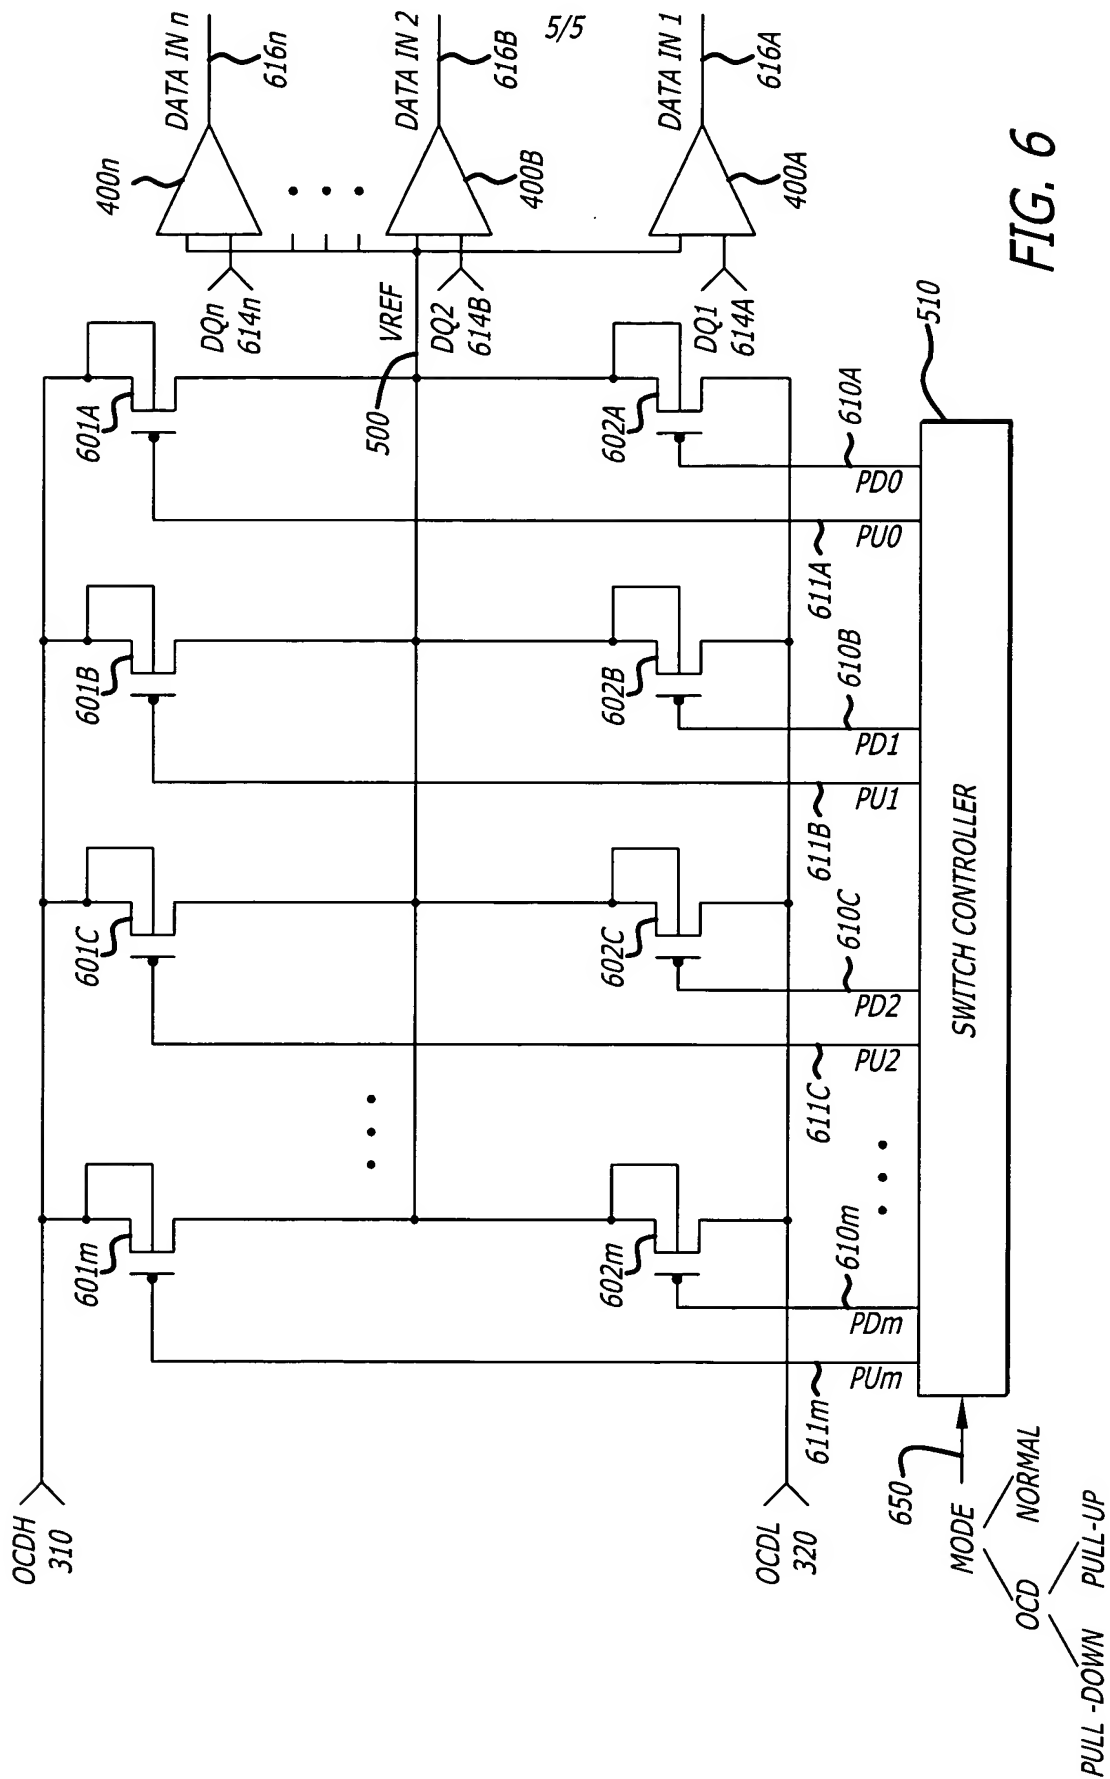 5/5
DATA IN n
616n
400n
DQn
614n
DATA IN 2
616B
400B
DQ2
614B
DATA IN 1
616A
400A
DQ1
614A
VREF
500
OCDH
310
601m
601C
601B
601A
602m
602C
602B
602A
OCDL
320
611m
PUm
610m
PDm
611C
PU2
610C
PD2
611B
PU1
610B
PD1
611A
PU0
610A
PD0
SWITCH CONTROLLER
510
650
MODE
OCD
NORMAL
PULL -DOWN
PULL-UP
FIG. 6